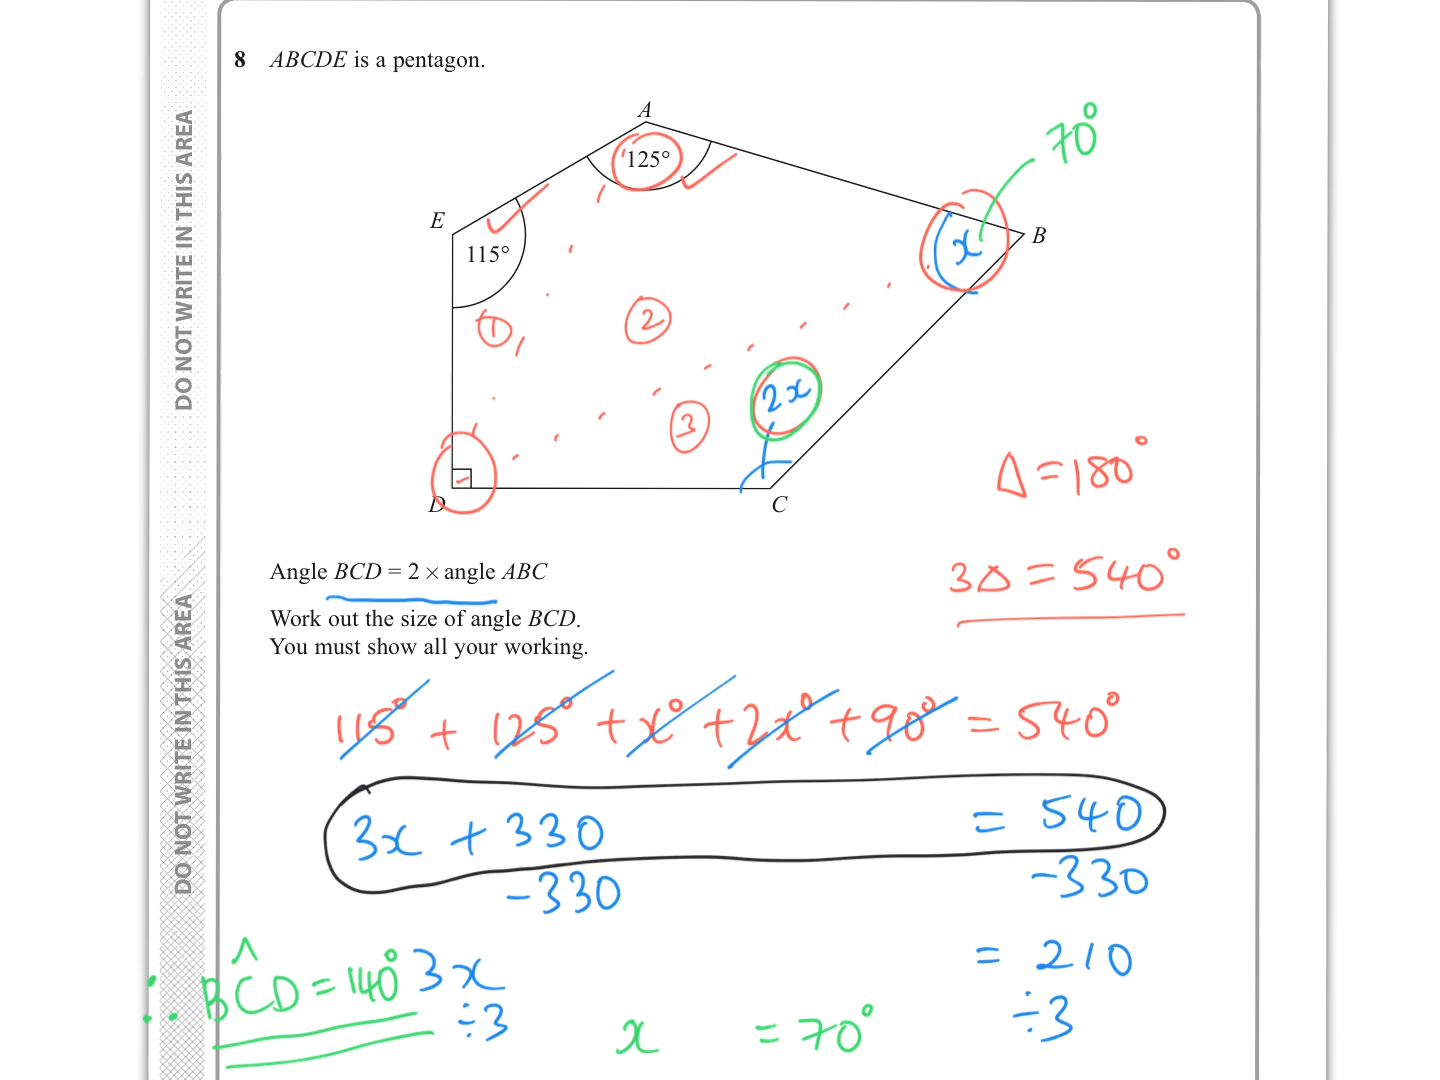 8 ABCDE is a pentagon.
A
125°
70°
E
115°
x
B
①
②
③
2x
D
C
Δ=180°
Angle BCD = 2 × angle ABC
3Δ = 540°
Work out the size of angle BCD.
You must show all your working.
115° + 125° + x° + 2x° + 90° = 540°
3x + 330 = 540
-330 -330
3x = 210
∴ BĈD = 140°
÷3 ÷3
x = 70°
DO NOT WRITE IN THIS AREA
DO NOT WRITE IN THIS AREA